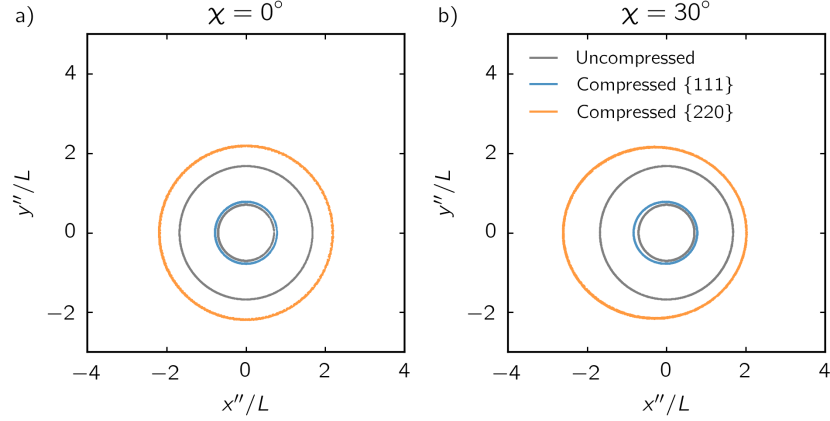 a)
χ = 0°
4
2
0
−2
−4
−2
0
2
4
y″/L
x″/L
b)
χ = 30°
Uncompressed
Compressed {111}
Compressed {220}
4
2
0
−2
−4
−2
0
2
4
y″/L
x″/L